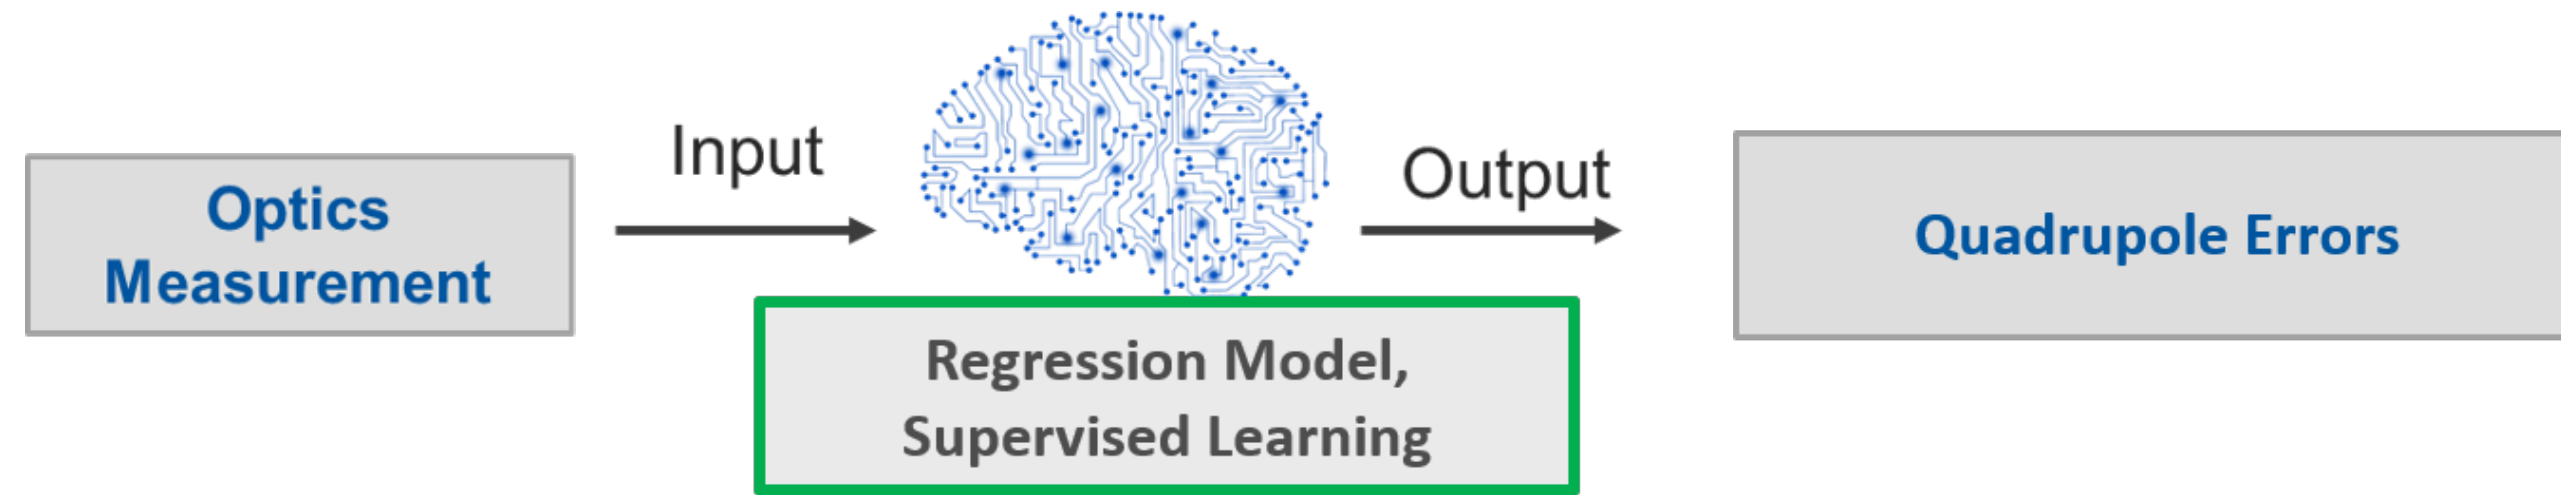 Optics
Measurement
Input
Regression Model,
Supervised Learning
Output
Quadrupole Errors